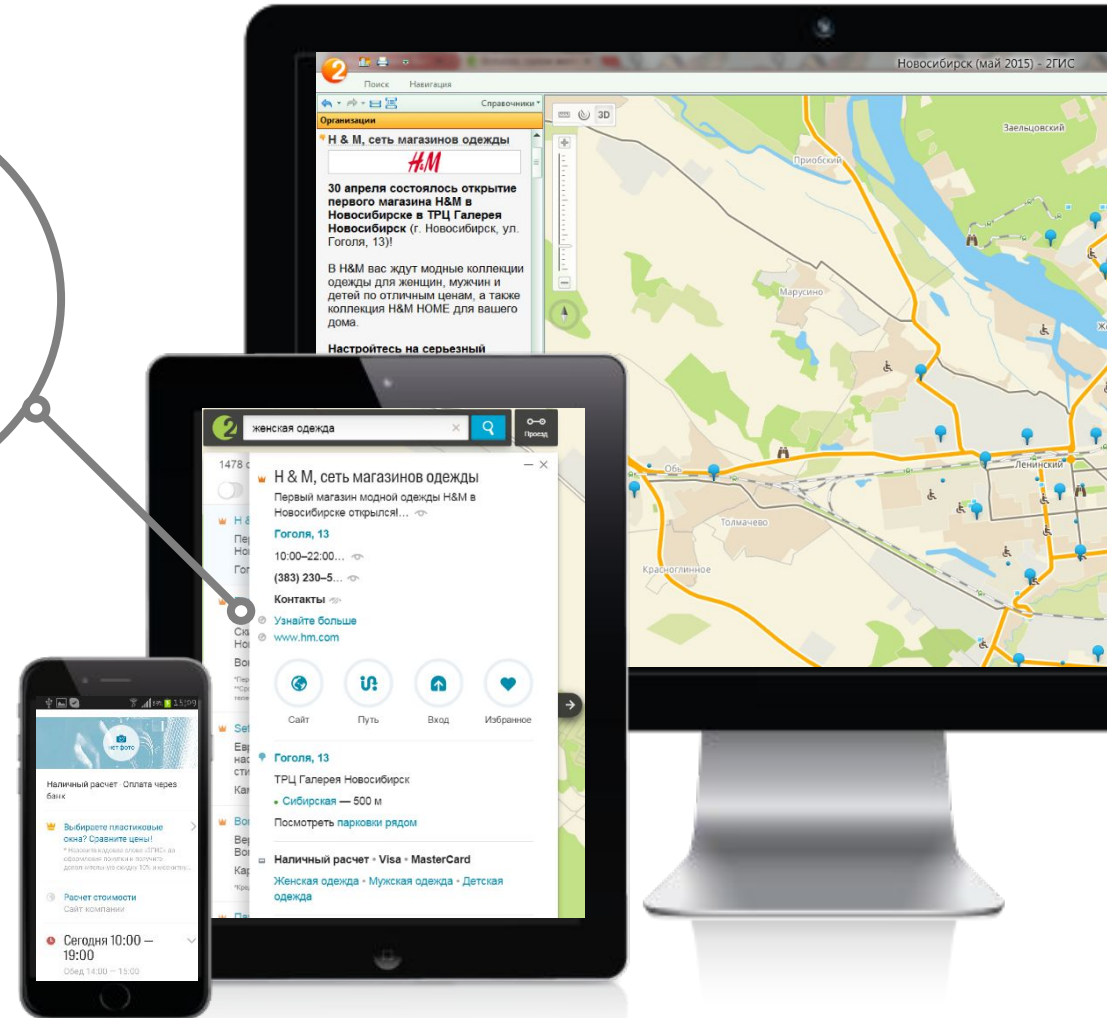 Новосибирск (май 2015) - 2ГИС
Поиск Навигация
Справочники
Организации
H & M, сеть магазинов одежды
H&M
30 апреля состоялось открытие
первого магазина H&M в
Новосибирске в ТРЦ Галерея
Новосибирск (г. Новосибирск, ул.
Гоголя, 13)!
В H&M вас ждут модные коллекции
одежды для женщин, мужчин и
детей по отличным ценам, а также
коллекция H&M HOME для вашего
дома.
Настройтесь на серьезный
3D
Заельцовский
Приобский
Марусино
Обь
Толмачево
Красноглинное
Ленинский
женская одежда
Проезд
1478
H & M, сеть магазинов одежды
Первый магазин модной одежды H&M в
Новосибирске открылся!...
Гоголя, 13
10:00–22:00...
(383) 230–5...
Контакты
Узнайте больше
www.hm.com
Сайт Путь Вход Избранное
Гоголя, 13
ТРЦ Галерея Новосибирск
Сибирская — 500 м
Посмотреть парковки рядом
Наличный расчет • Visa • MasterCard
Женская одежда • Мужская одежда • Детская
одежда
15:09
нет фото
Наличный расчет · Оплата через
банк
Выбираете пластиковые
окна? Сравните цены!
Расчет стоимости
Сайт компании
Сегодня 10:00 —
19:00
Обед 14:00 — 15:00